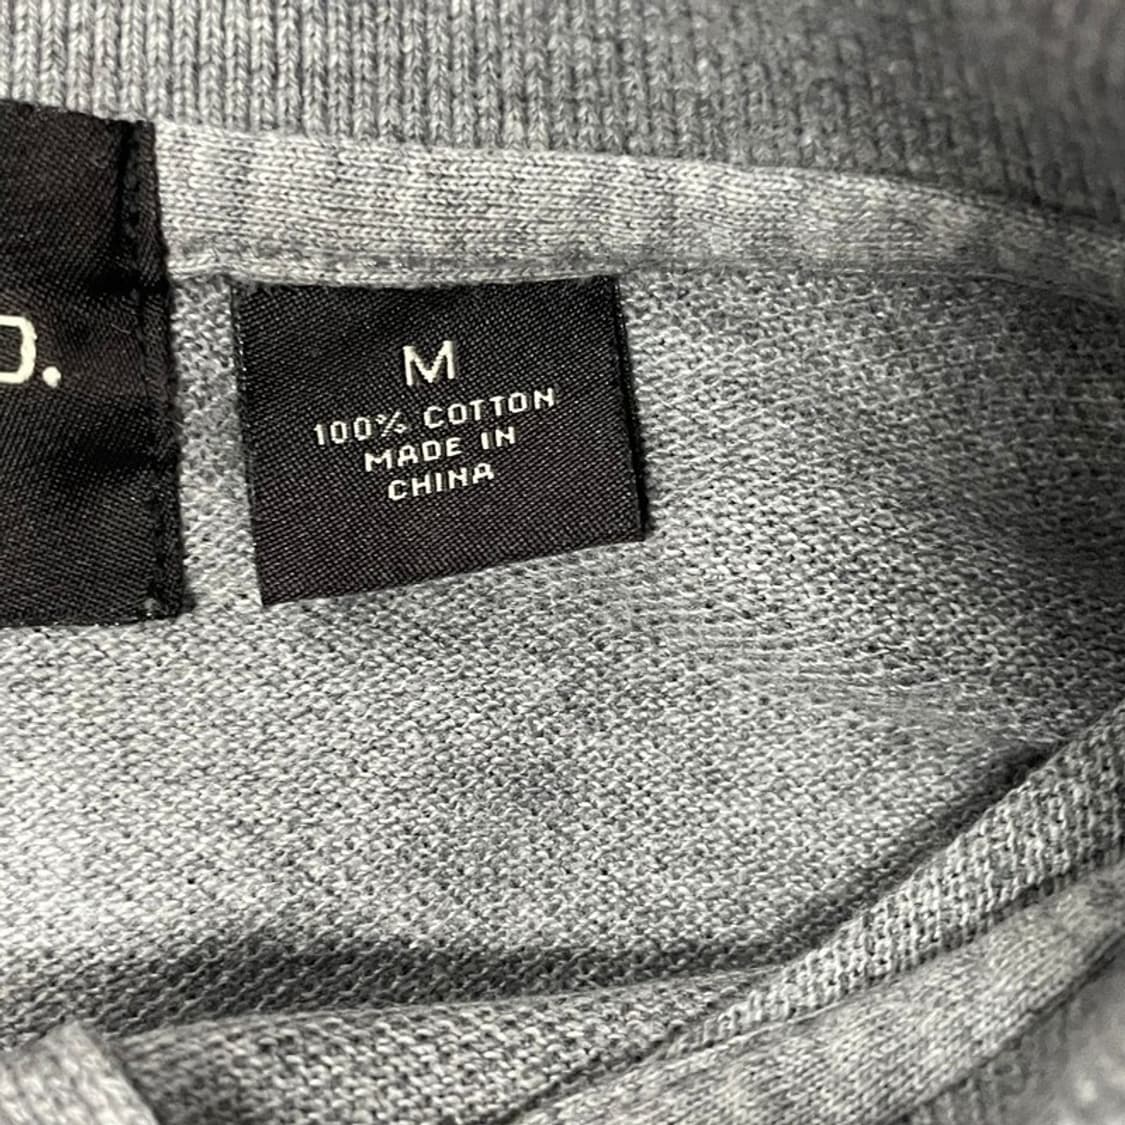 D.
M
100% COTTON
MADE IN
CHINA